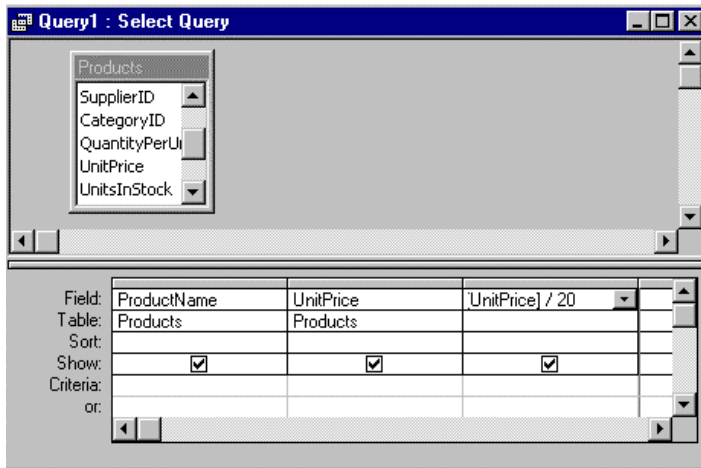 Query1 : Select Query
Products
SupplierID
CategoryID
QuantityPerUn
UnitPrice
UnitsInStock
Field: ProductName UnitPrice [UnitPrice] / 20
Table: Products Products
Sort:
Show:
Criteria:
or: